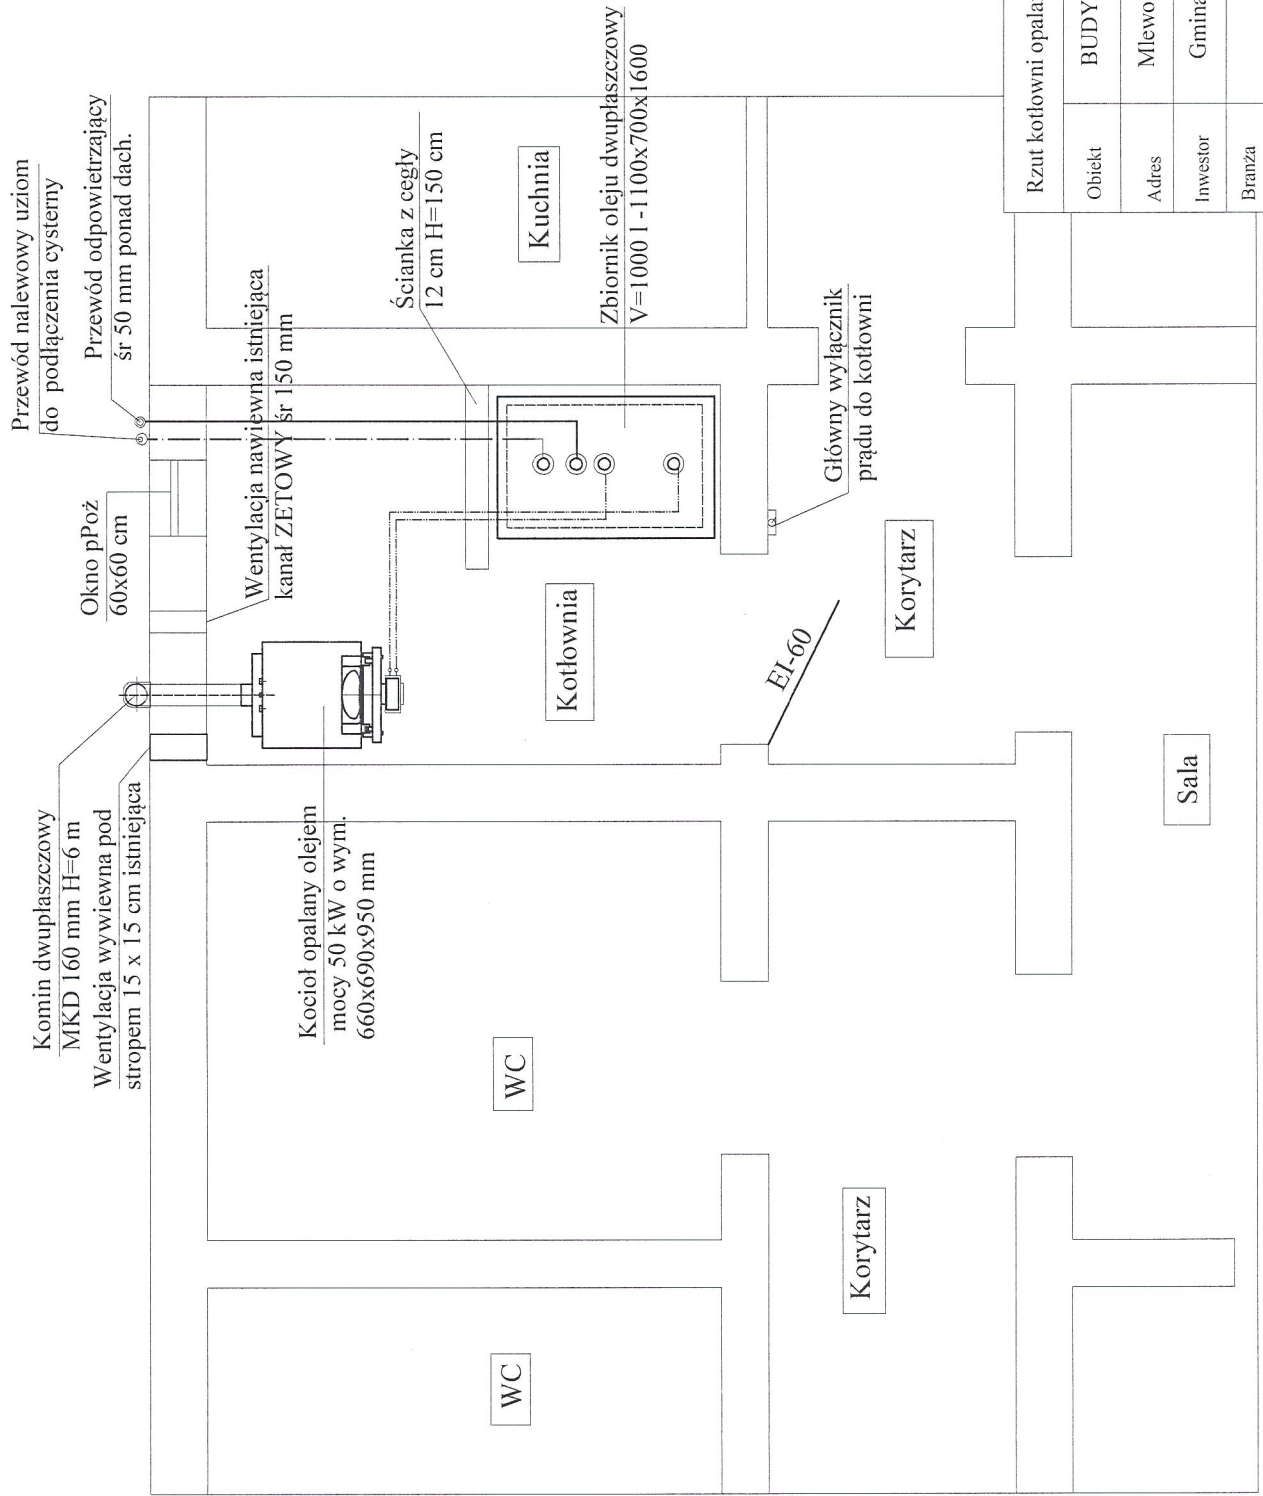 Przewód nalewowy uziom
do podłączenia cysterny
Przewód odpowietrzający
śr 50 mm ponad dach.
Okno pPoż
60x60 cm
Wentylacja nawiewna istniejąca
kanał ZETOWY śr 150 mm
Komin dwupłaszczowy
MKD 160 mm H=6 m
Wentylacja wywiewna pod
stropem 15 x 15 cm istniejąca
Kocioł opalany olejem
mocy 50 kW o wym.
660x690x950 mm
Ścianka z cegły
12 cm H=150 cm
Zbiornik oleju dwupłaszczowy
V=1000 l -1100x700x1600
Główny wyłącznik
prądu do kotłowni
Kuchnia
Kotłownia
EI-60
Korytarz
WC
WC
Korytarz
Sala
Rzut kotłowni opala
Obiekt BUDY
Adres Mlewo
Inwestor Gmina
Branża